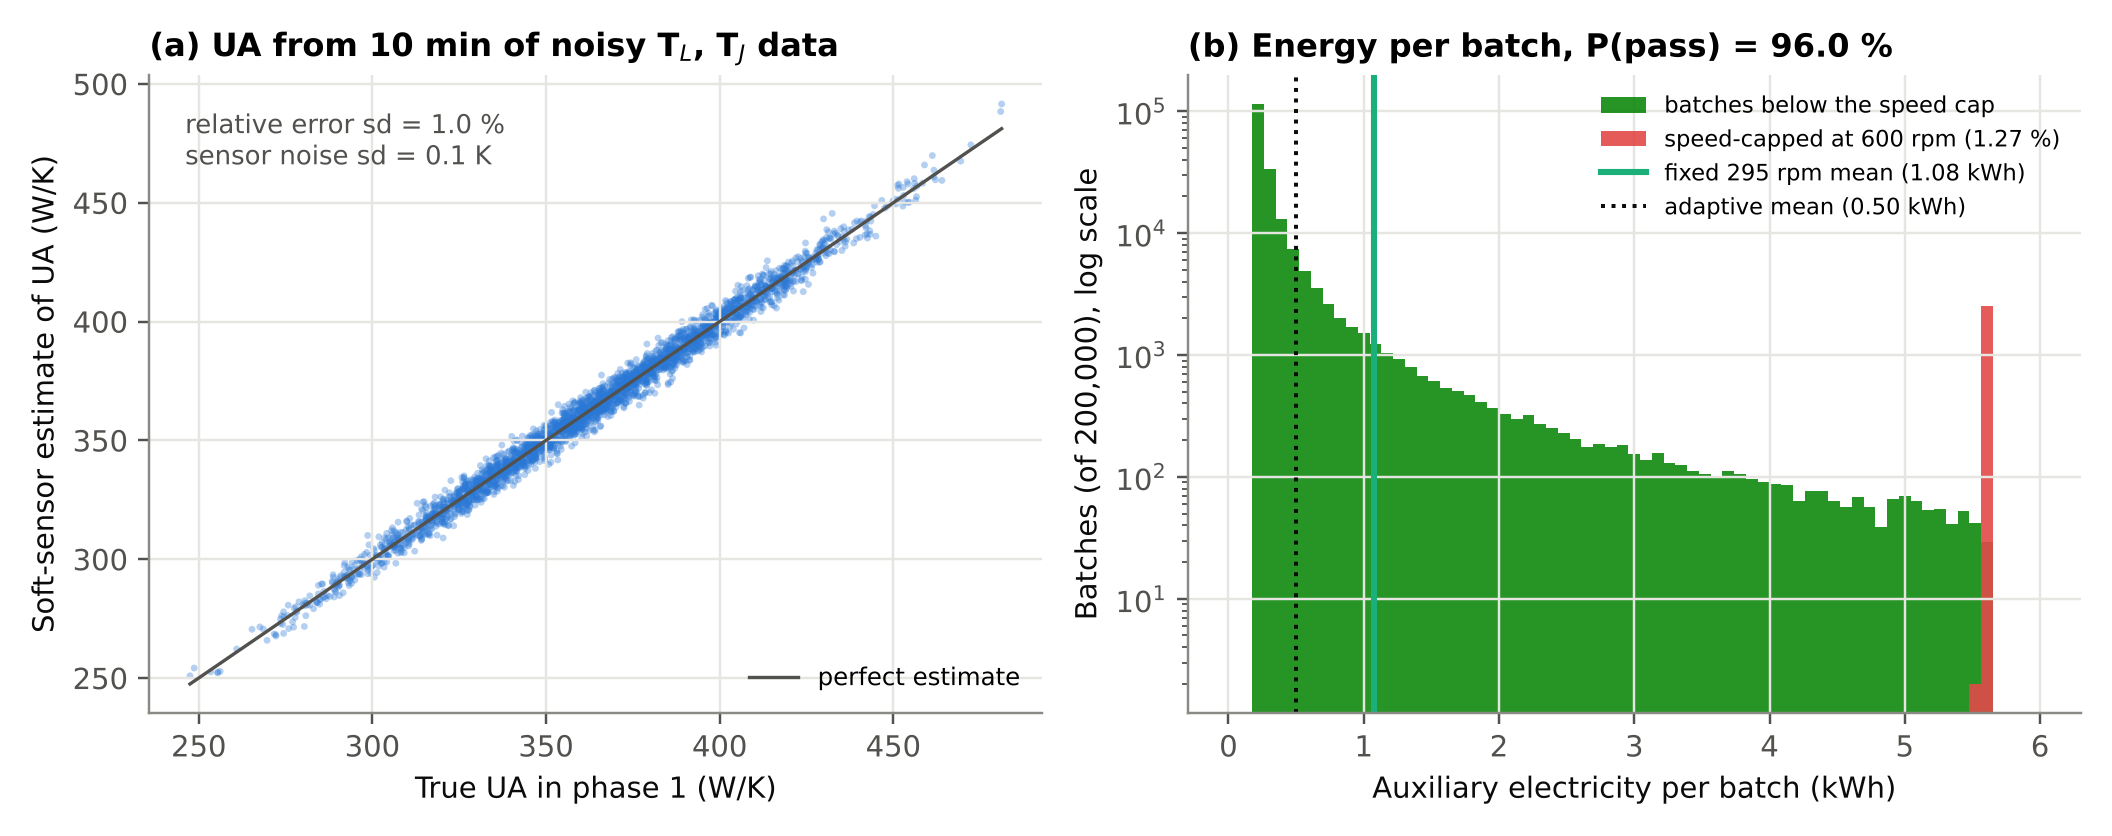 (a) UA from 10 min of noisy T_L, T_J data
relative error sd = 1.0 %
sensor noise sd = 0.1 K
500
450
400
350
300
250
Soft-sensor estimate of UA (W/K)
perfect estimate
250 300 350 400 450
True UA in phase 1 (W/K)
(b) Energy per batch, P(pass) = 96.0 %
batches below the speed cap
speed-capped at 600 rpm (1.27 %)
fixed 295 rpm mean (1.08 kWh)
adaptive mean (0.50 kWh)
10^5
10^4
10^3
10^2
10^1
Batches (of 200,000), log scale
0 1 2 3 4 5 6
Auxiliary electricity per batch (kWh)